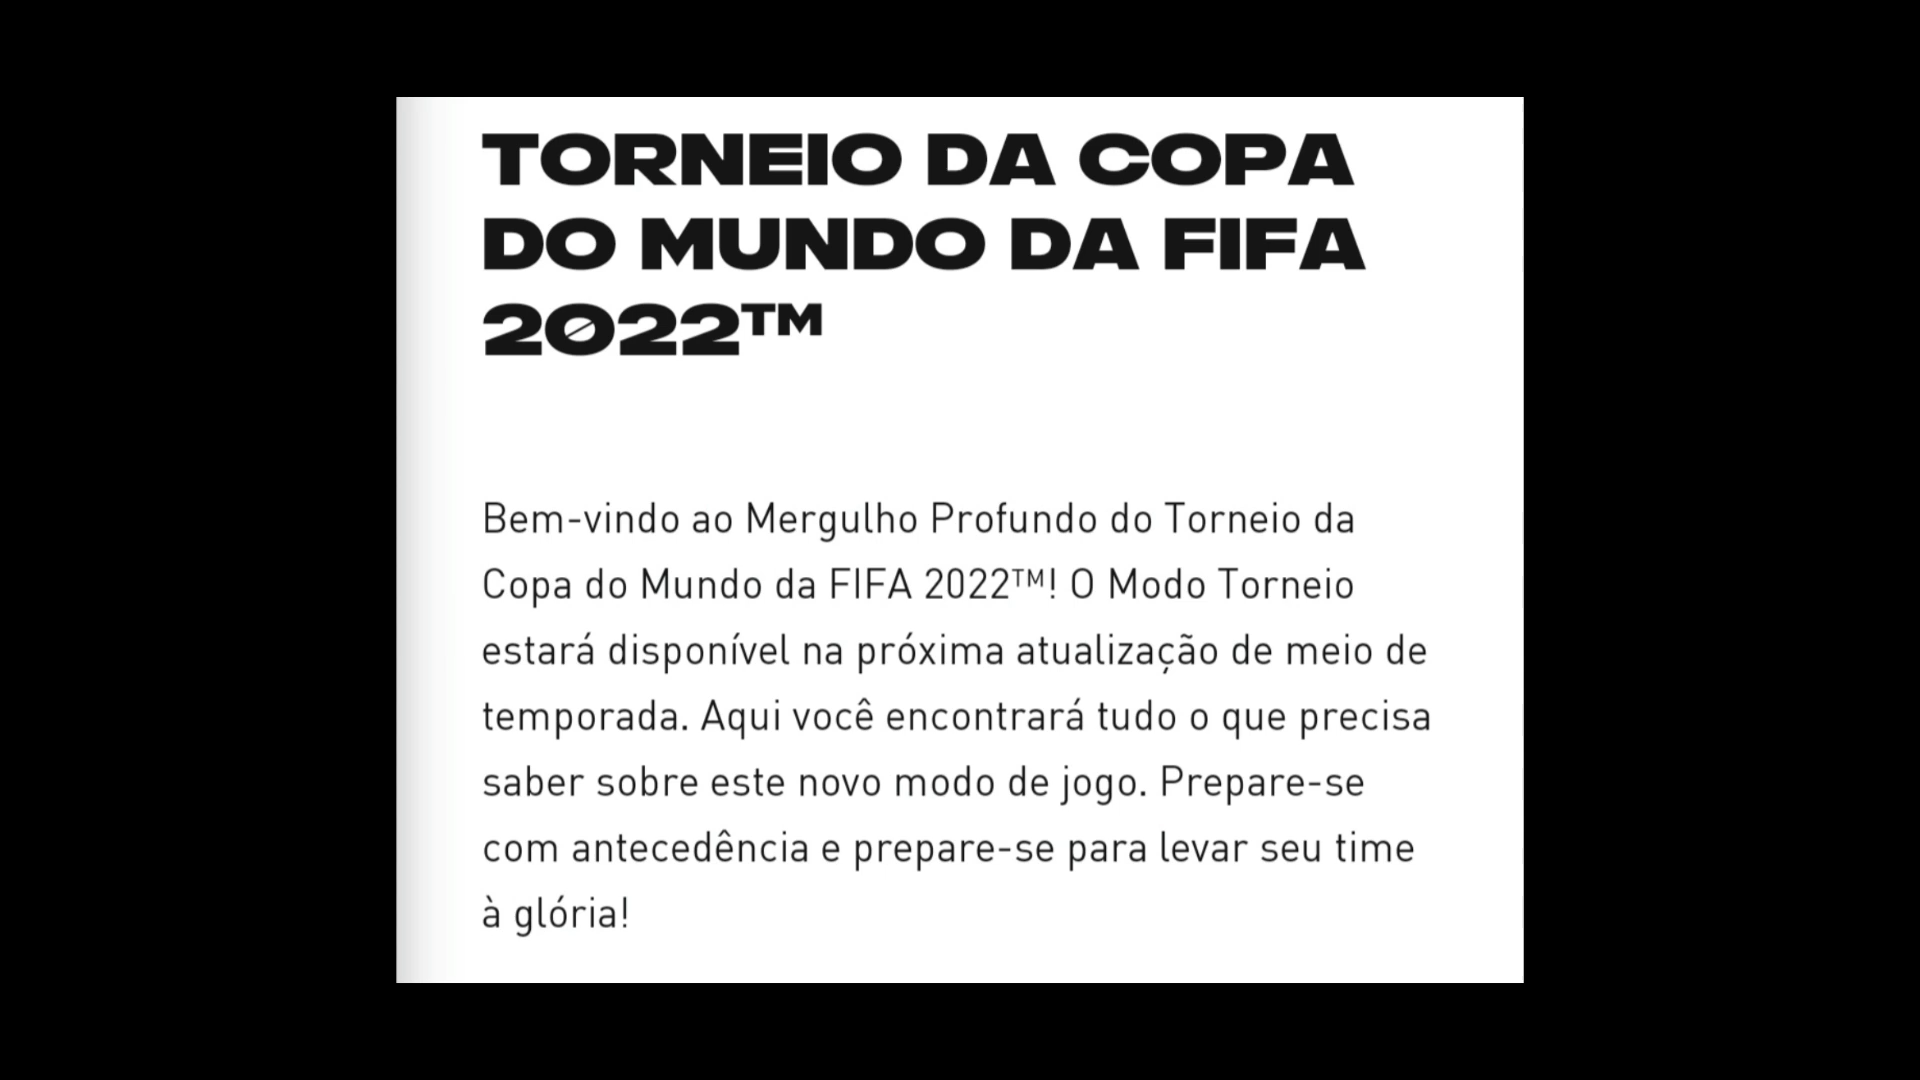 TORNEIO DA COPA
DO MUNDO DA FIFA
2022™
Bem-vindo ao Mergulho Profundo do Torneio da
Copa do Mundo da FIFA 2022™! O Modo Torneio
estará disponível na próxima atualização de meio de
temporada. Aqui você encontrará tudo o que precisa
saber sobre este novo modo de jogo. Prepare-se
com antecedência e prepare-se para levar seu time
à glória!